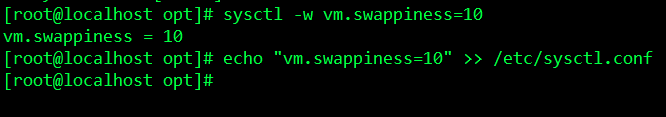 [root@localhost opt]# sysctl -w vm.swappiness=10
vm.swappiness = 10
[root@localhost opt]# echo "vm.swappiness=10" >> /etc/sysctl.conf
[root@localhost opt]#